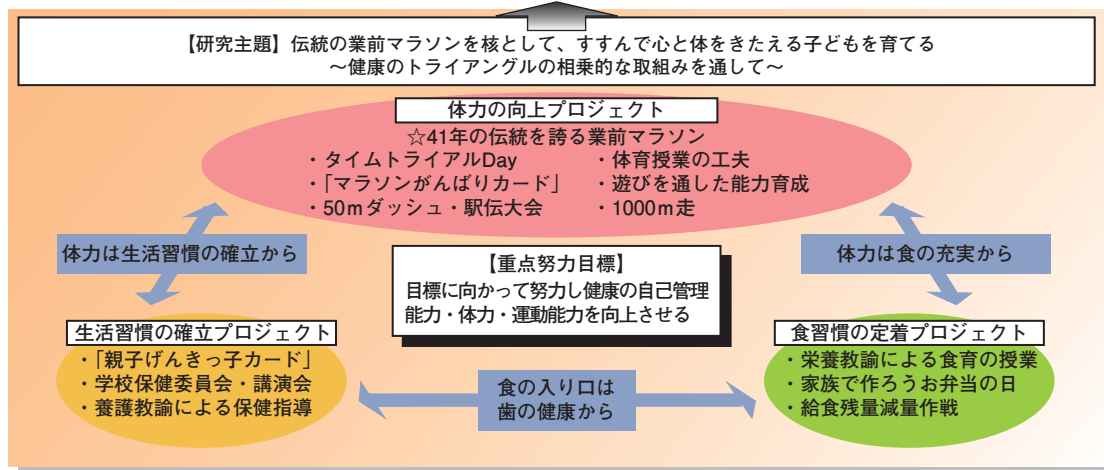 【研究主題】伝統の業前マラソンを核として、すすんで心と体をきたえる子どもを育てる
〜健康のトライアングルの相乗的な取組みを通して〜
体力の向上プロジェクト
☆41年の伝統を誇る業前マラソン
・タイムトライアルDay
・「マラソンがんばりカード」
・50mダッシュ・駅伝大会
・体育授業の工夫
・遊びを通した能力育成
・1000m走
体力は生活習慣の確立から
体力は食の充実から
【重点努力目標】
目標に向かって努力し健康の自己管理
能力・体力・運動能力を向上させる
生活習慣の確立プロジェクト
・「親子げんきっ子カード」
・学校保健委員会・講演会
・養護教諭による保健指導
食の入り口は
歯の健康から
食習慣の定着プロジェクト
・栄養教諭による食育の授業
・家族で作ろうお弁当の日
・給食残量減量作戦